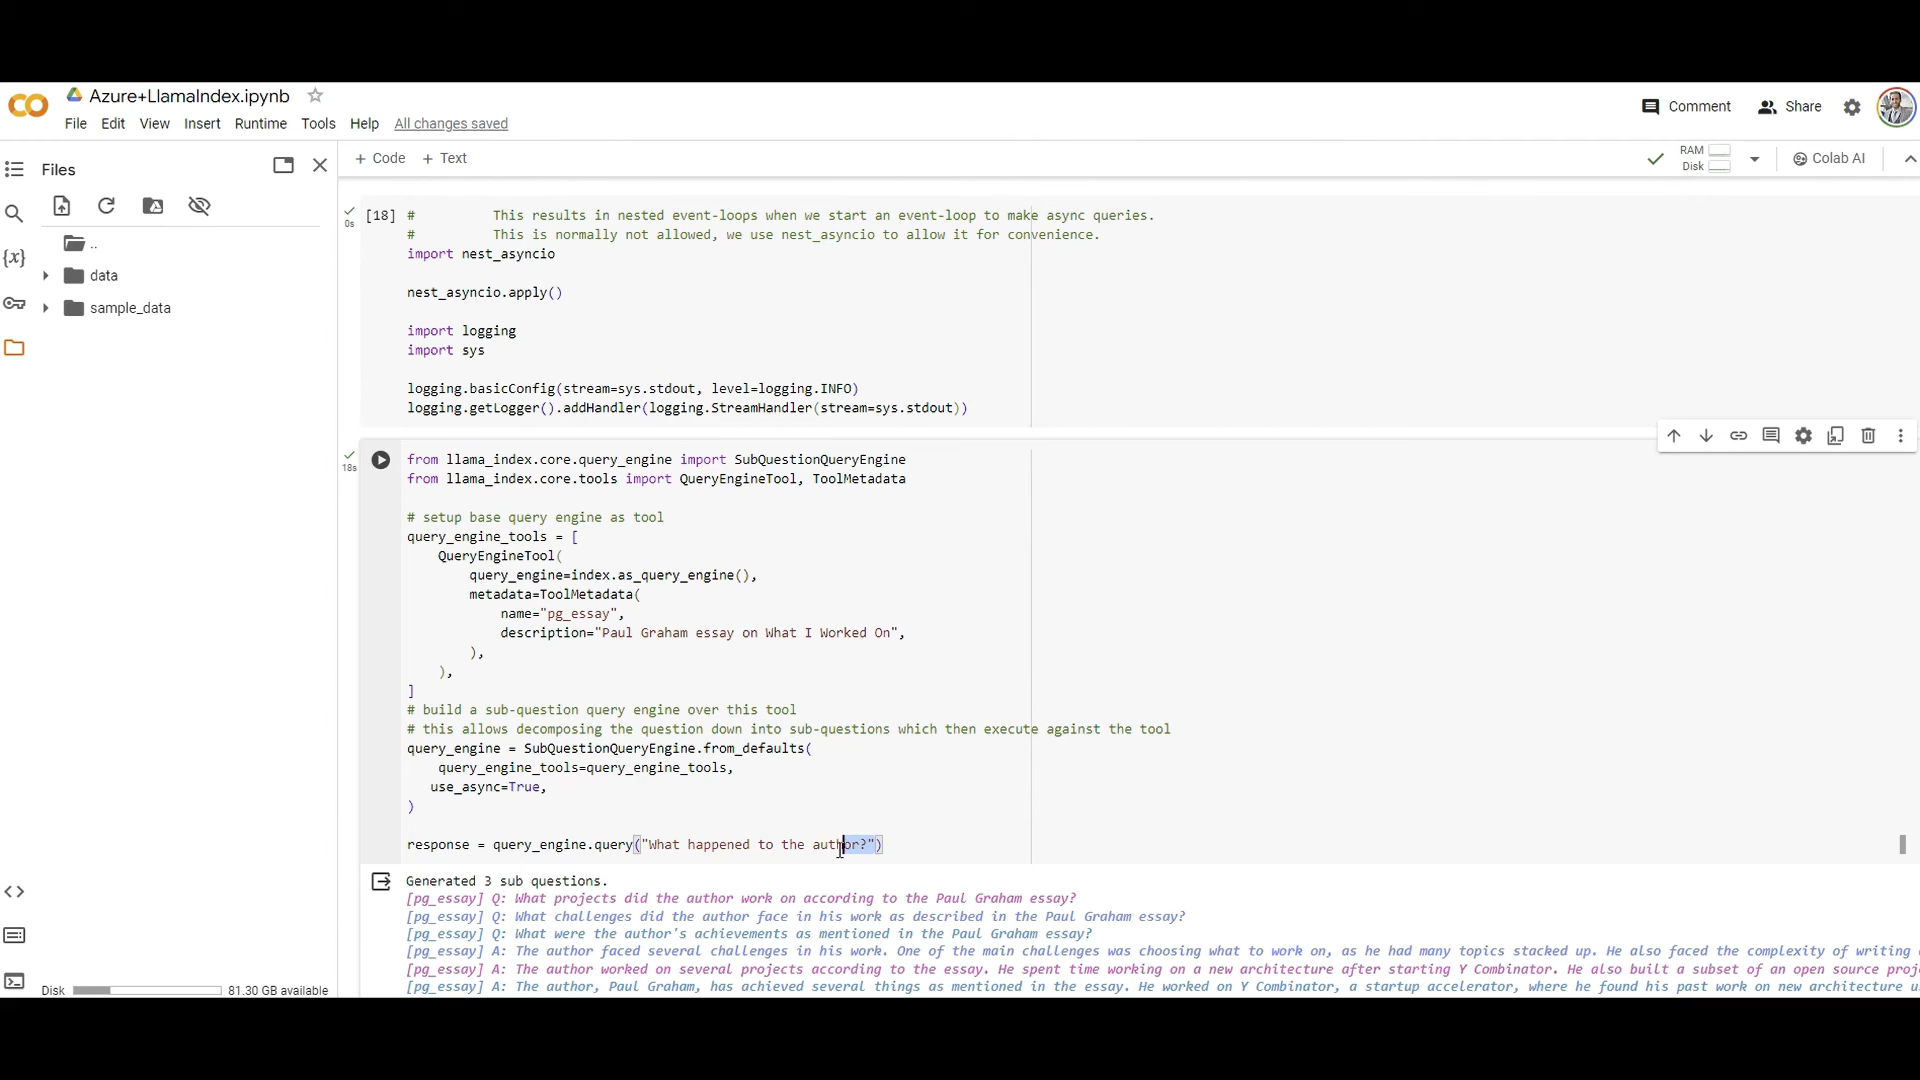 Azure+LlamaIndex.ipynb
Comment
Share
File Edit View Insert Runtime Tools Help All changes saved
Files
+ Code + Text
RAM
Disk
Colab AI
..
data
sample_data
{x}
[18] # This results in nested event-loops when we start an event-loop to make async queries.
0s
# This is normally not allowed, we use nest_asyncio to allow it for convenience.
import nest_asyncio
nest_asyncio.apply()
import logging
import sys
logging.basicConfig(stream=sys.stdout, level=logging.INFO)
logging.getLogger().addHandler(logging.StreamHandler(stream=sys.stdout))
18s
from llama_index.core.query_engine import SubQuestionQueryEngine
from llama_index.core.tools import QueryEngineTool, ToolMetadata
# setup base query engine as tool
query_engine_tools = [
QueryEngineTool(
query_engine=index.as_query_engine(),
metadata=ToolMetadata(
name="pg_essay",
description="Paul Graham essay on What I Worked On",
),
),
]
# build a sub-question query engine over this tool
# this allows decomposing the question down into sub-questions which then execute against the tool
query_engine = SubQuestionQueryEngine.from_defaults(
query_engine_tools=query_engine_tools,
use_async=True,
)
response = query_engine.query("What happened to the author?")
Generated 3 sub questions.
[pg_essay] Q: What projects did the author work on according to the Paul Graham essay?
[pg_essay] Q: What challenges did the author face in his work as described in the Paul Graham essay?
[pg_essay] Q: What were the author's achievements as mentioned in the Paul Graham essay?
[pg_essay] A: The author faced several challenges in his work. One of the main challenges was choosing what to work on, as he had many topics stacked up. He also faced the complexity of writing
[pg_essay] A: The author worked on several projects according to the essay. He spent time working on a new architecture after starting Y Combinator. He also built a subset of an open source proj
[pg_essay] A: The author, Paul Graham, has achieved several things as mentioned in the essay. He worked on Y Combinator, a startup accelerator, where he found his past work on new architecture u
Disk 81.30 GB available